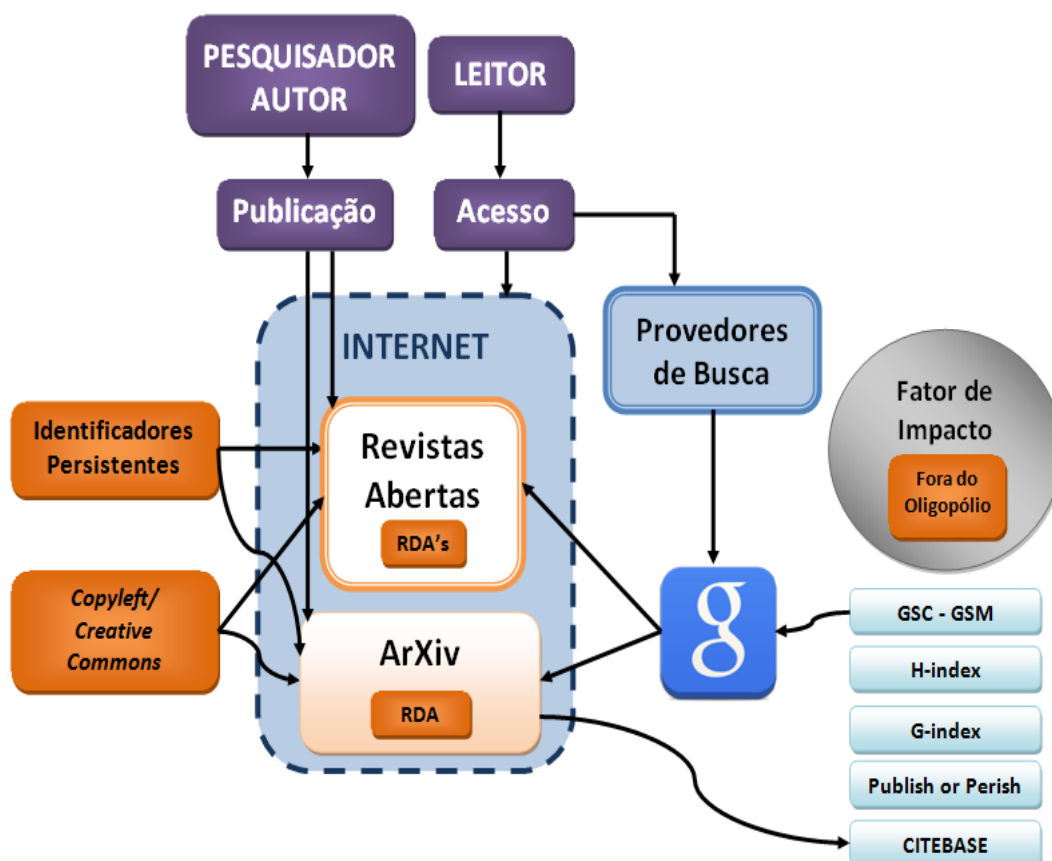 PESQUISADOR
AUTOR
LEITOR
Publicação
Acesso
INTERNET
Provedores
de Busca
Fator de
Impacto
Fora do
Oligopólio
Identificadores
Persistentes
Revistas
Abertas
RDA's
Copyleft/
Creative
Commons
ArXiv
RDA
g
GSC - GSM
H-index
G-index
Publish or Perish
CITEBASE